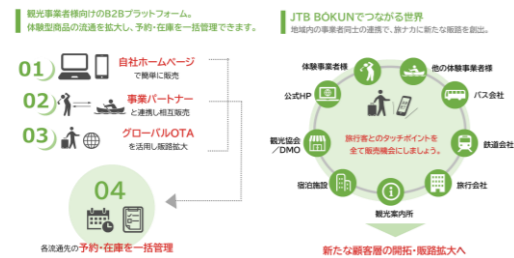 観光事業者様向けのB2Bプラットフォーム。
体験型商品の流通を拡大し、予約・在庫を一括管理できます。
01
自社ホームページ
で簡単に販売
02
事業パートナー
と連携し相互販売
03
グローバルOTA
を活用し販路拡大
04
各流通先の予約・在庫を一括管理
JTB BÓKUNでつながる世界
地域内の事業者同士の連携で、旅ナカに新たな販路を創出。
体験事業者様
他の体験事業者様
公式HP
バス会社
観光協会
/DMO
鉄道会社
宿泊施設
旅行会社
観光案内所
旅行客とのタッチポイントを
全て販売機会にしましょう。
新たな顧客層の開拓・販路拡大へ